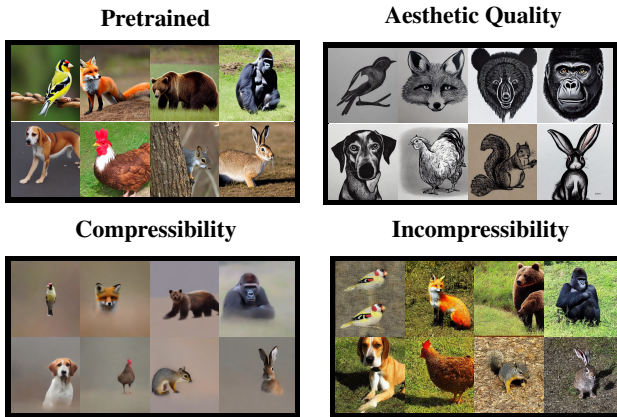 Pretrained
Aesthetic Quality
Compressibility
Incompressibility